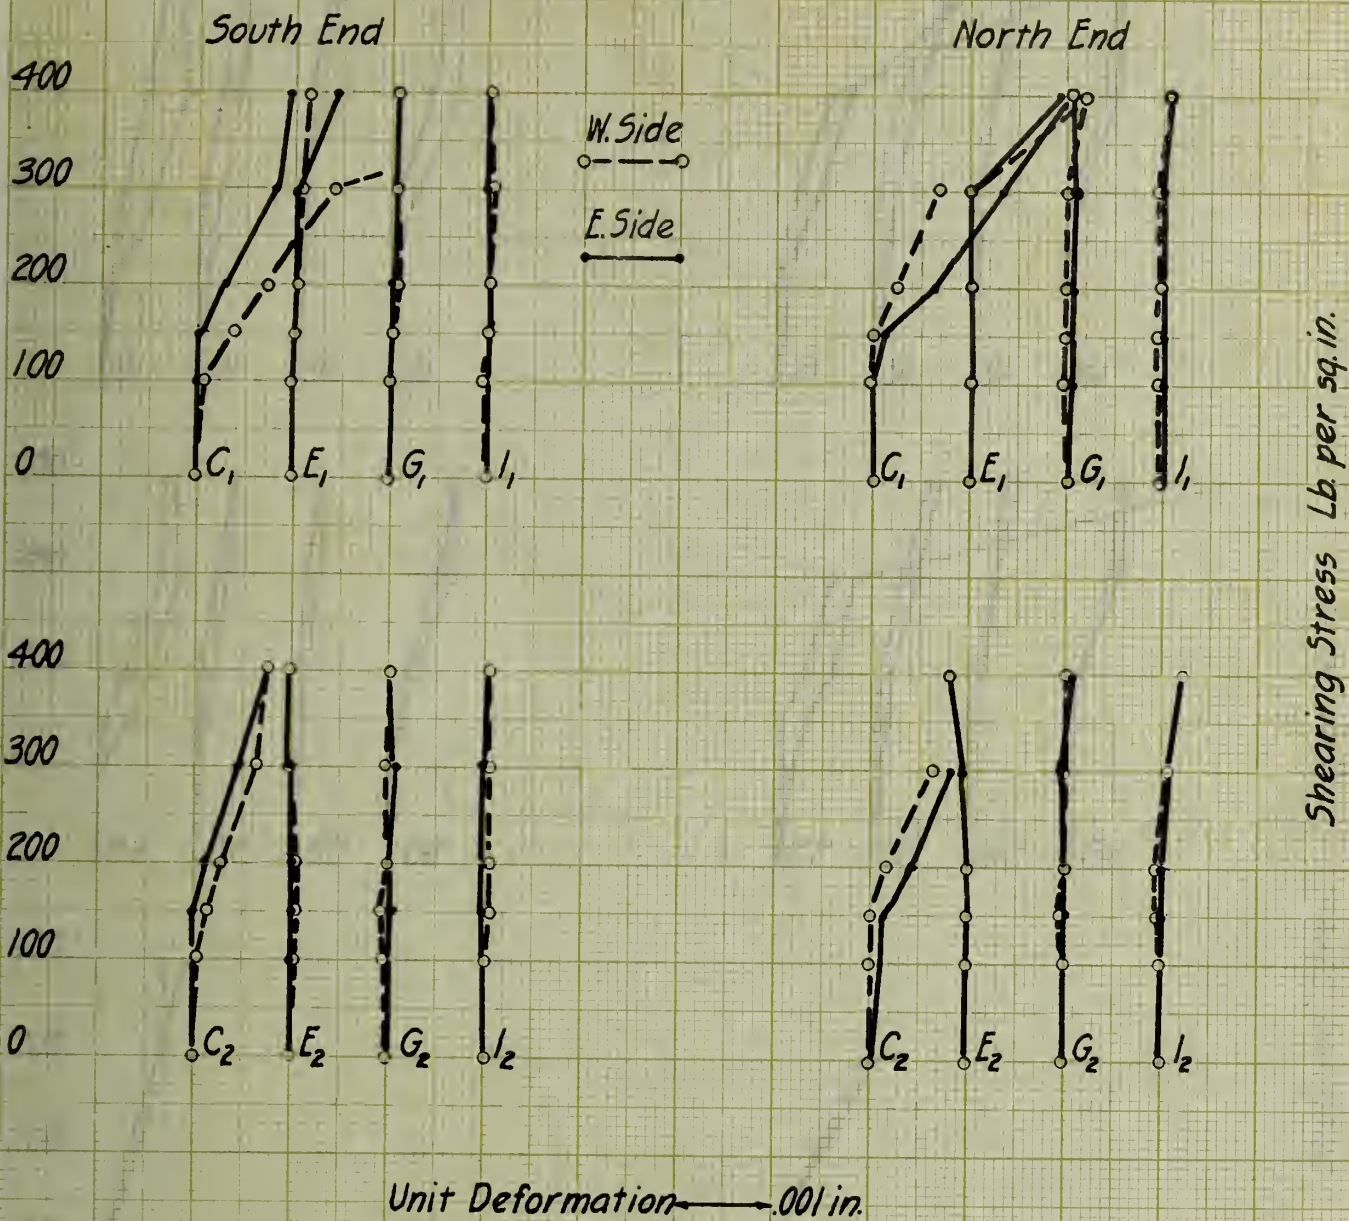 South End
North End
400
300
200
100
0
W. Side
E. Side
C₁ E₁ G₁ I₁
C₁ E₁ G₁ I₁
400
300
200
100
0
C₂ E₂ G₂ I₂
C₂ E₂ G₂ I₂
Shearing Stress Lb. per sq. in.
Unit Deformation .001 in.